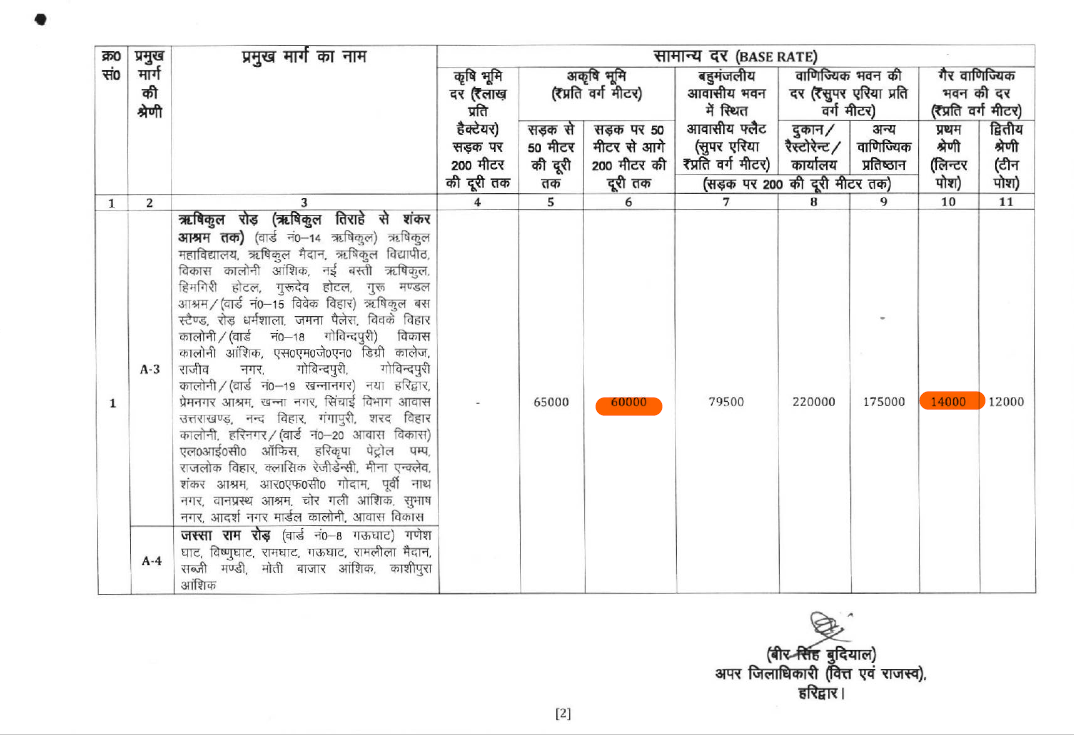 क्र0 सं0
प्रमुख मार्ग की श्रेणी
प्रमुख मार्ग का नाम
सामान्य दर (BASE RATE)
कृषि भूमि दर (₹लाख प्रति हैक्टेयर) सड़क पर 200 मीटर की दूरी तक
अकृषि भूमि
(₹प्रति वर्ग मीटर)
सड़क से 50 मीटर की दूरी तक
सड़क पर 50 मीटर से आगे 200 मीटर की दूरी तक
बहुमंजलीय आवासीय भवन में स्थित आवासीय फ्लैट (सुपर एरिया ₹प्रति वर्ग मीटर)
वाणिज्यिक भवन की दर (₹सुपर एरिया प्रति वर्ग मीटर)
दुकान/ रैस्टोरेन्ट/ कार्यालय
अन्य वाणिज्यिक प्रतिष्ठान
(सड़क पर 200 की दूरी मीटर तक)
गैर वाणिज्यिक भवन की दर (₹प्रति वर्ग मीटर)
प्रथम श्रेणी (लिन्टर पोश)
द्वितीय श्रेणी (टीन पोश)
1 2 3 4 5 6 7 8 9 10 11
1
A-3
ऋषिकुल रोड़ (ऋषिकुल तिराहे से शंकर
आश्रम तक) (वार्ड नं0–14 ऋषिकुल) ऋषिकुल
महाविद्यालय, ऋषिकुल मैदान, ऋषिकुल विद्यापीठ,
विकास कालोनी आंशिक, नई बस्ती ऋषिकुल,
हिमगिरी होटल, गुरूदेव होटल, गुरू मण्डल
आश्रम/(वार्ड नं0–15 विवेक विहार) ऋषिकुल बस
स्टैण्ड, रोड़ धर्मशाला, जमना पैलेस, विवके विहार
कालोनी/(वार्ड नं0–18 गोविन्दपुरी) विकास
कालोनी आंशिक, एस0एम0जे0एन0 डिग्री कालेज,
राजीव नगर, गोविन्दपुरी, गोविन्दपुरी
कालोनी/(वार्ड नं0–19 खन्नानगर) नया हरिद्वार,
प्रेमनगर आश्रम, खन्ना नगर, सिंचाई विभाग आवास
उत्तराखण्ड, नन्द विहार, गंगापुरी, शरद विहार
कालोनी, हरिनगर/(वार्ड नं0–20 आवास विकास)
एल0आई0सी0 ऑफिस, हरिकृपा पेट्रोल पम्प,
राजलोक विहार, क्लासिक रेजीडेन्सी, मीना एन्क्लेव,
शंकर आश्रम, आर0एफ0सी0 गोदाम, पूर्वी नाथ
नगर, वानप्रस्थ आश्रम, चोर गली आंशिक, सुभाष
नगर, आदर्श नगर मार्डल कालोनी, आवास विकास
- 65000 60000 79500 220000 175000 14000 12000
A-4
जस्सा राम रोड़ (वार्ड नं0–8 गऊघाट) गणेश
घाट, विष्णुघाट, रामघाट, गऊघाट, रामलीला मैदान,
सब्जी मण्डी, मोती बाजार आंशिक, काशीपुरा
आंशिक
(बीर सिंह बुदियाल)
अपर जिलाधिकारी (वित्त एवं राजस्व),
हरिद्वार।
[2]